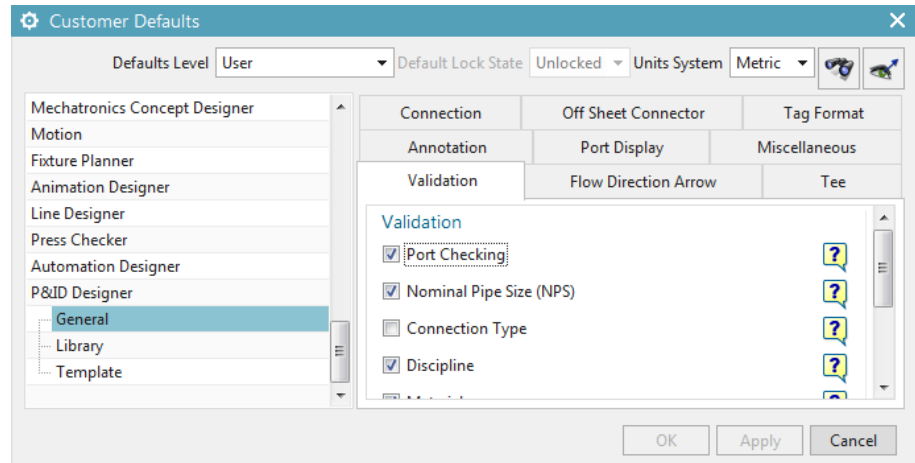 Customer Defaults
Defaults Level User Default Lock State Unlocked Units System Metric
Mechatronics Concept Designer
Motion
Fixture Planner
Animation Designer
Line Designer
Press Checker
Automation Designer
P&ID Designer
General
Library
Template
Connection Off Sheet Connector Tag Format
Annotation Port Display Miscellaneous
Validation Flow Direction Arrow Tee
Validation
Port Checking ?
Nominal Pipe Size (NPS) ?
Connection Type ?
Discipline ?
OK Apply Cancel